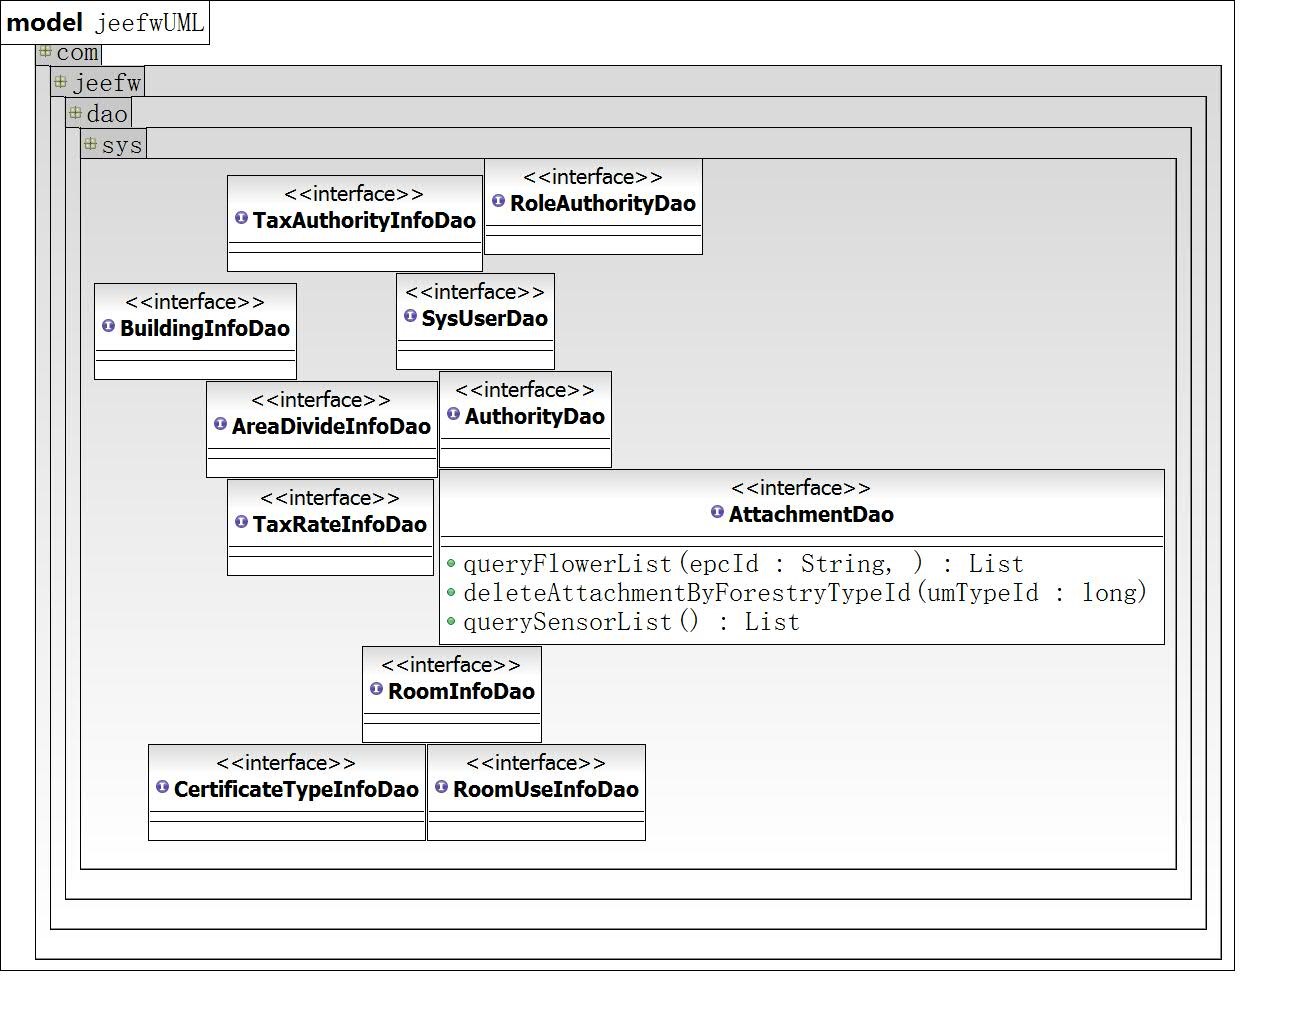 model jeefwUML
com
jeefw
dao
sys
<<interface>>
TaxAuthorityInfoDao
<<interface>>
RoleAuthorityDao
<<interface>>
BuildingInfoDao
<<interface>>
SysUserDao
<<interface>>
AreaDivideInfoDao
<<interface>>
AuthorityDao
<<interface>>
TaxRateInfoDao
<<interface>>
AttachmentDao
queryFlowerList(epcId : String, ) : List
deleteAttachmentByForestryTypeId(umTypeId : long)
querySensorList() : List
<<interface>>
RoomInfoDao
<<interface>>
CertificateTypeInfoDao
<<interface>>
RoomUseInfoDao